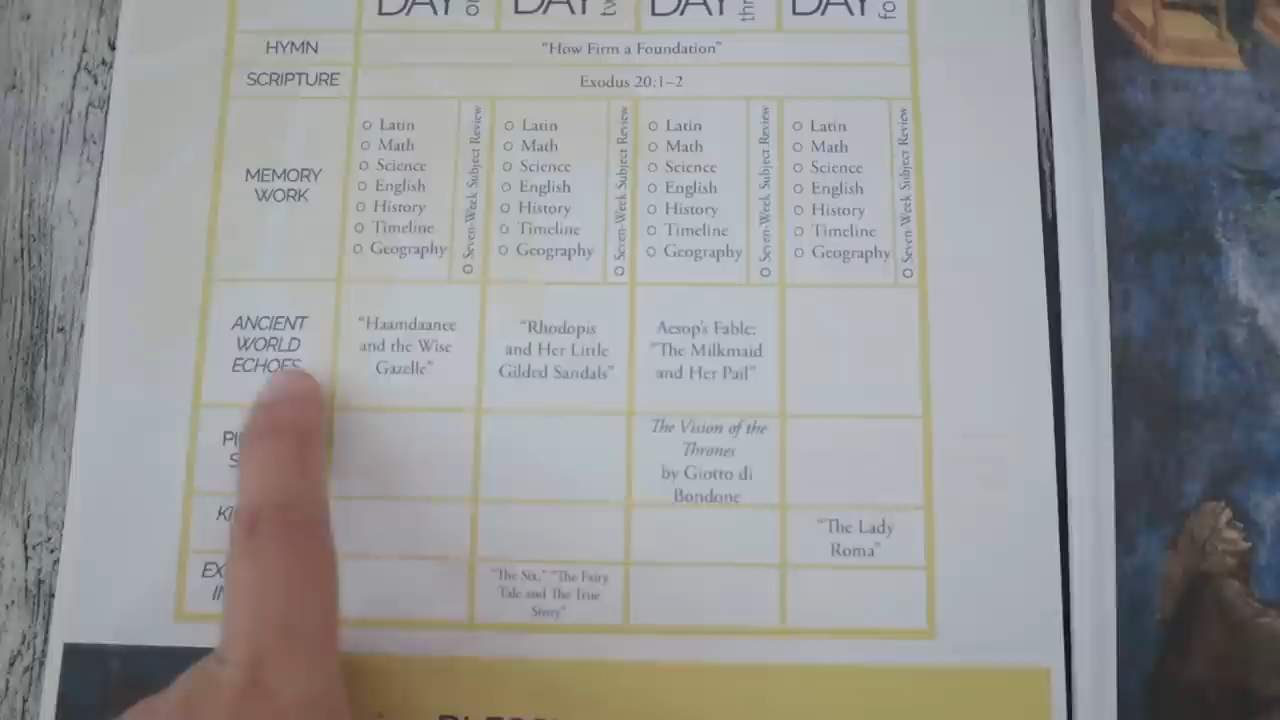 DAY DAY DAY DAY
HYMN
"How Firm a Foundation"
SCRIPTURE
Exodus 20:1–2
MEMORY
WORK
Latin
Math
Science
English
History
Timeline
Geography
Seven-Week Subject Review
Latin
Math
Science
English
History
Timeline
Geography
Seven-Week Subject Review
Latin
Math
Science
English
History
Timeline
Geography
Seven-Week Subject Review
Latin
Math
Science
English
History
Timeline
Geography
Seven-Week Subject Review
ANCIENT
WORLD
ECHOES
"Haamdaanee
and the Wise
Gazelle"
"Rhodopis
and Her Little
Gilded Sandals"
Aesop's Fable:
"The Milkmaid
and Her Pail"
The Vision of the
Thrones
by Giotto di
Bondone
"The Lady
Roma"
"The Six," "The Fairy
Tale and The True
Story"